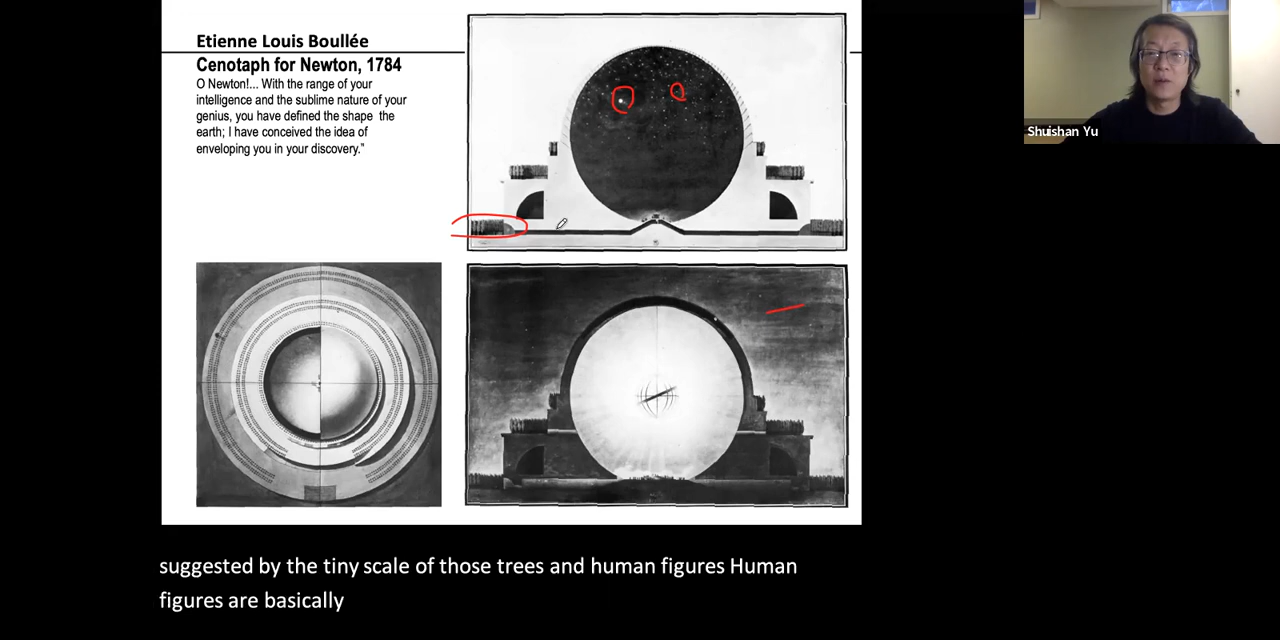 Etienne Louis Boullée
Cenotaph for Newton, 1784
O Newton!... With the range of your
intelligence and the sublime nature of your
genius, you have defined the shape the
earth; I have conceived the idea of
enveloping you in your discovery."
Shuishan Yu
suggested by the tiny scale of those trees and human figures Human
figures are basically